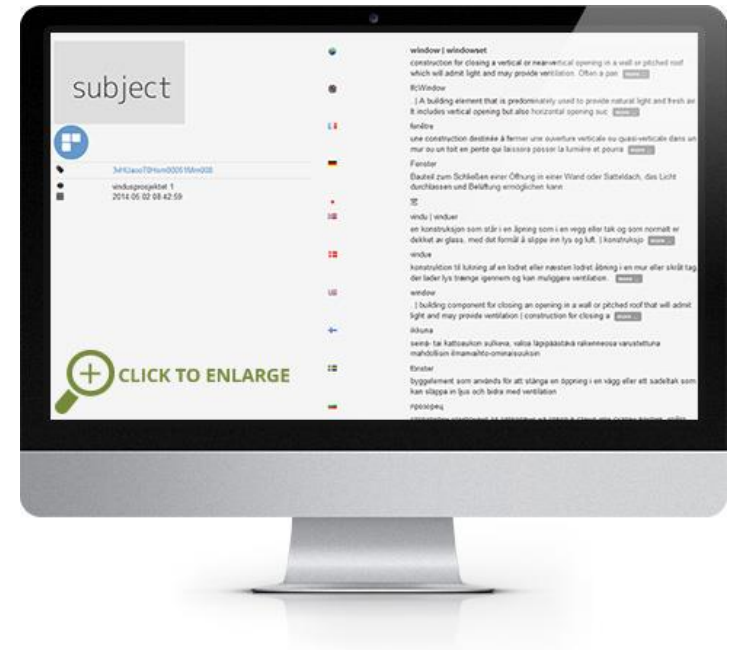 subject
vindusprosjektet 1
2014 05 02 08:42:59
CLICK TO ENLARGE
window | windowset
construction for closing a vertical or near-vertical opening in a wall or pitched roof
which will admit light and may provide ventilation. Often a pan more ...
IfcWindow
. | A building element that is predominately used to provide natural light and fresh air
It includes vertical opening but also horizontal opening suc more ...
fenêtre
une construction destinée à fermer une ouverture verticale ou quasi-verticale dans un
mur ou un toit en pente qui laissera passer la lumière et pourra more ...
Fenster
Bauteil zum Schließen einer Öffnung in einer Wand oder Satteldach, das Licht
durchlassen und Belüftung ermöglichen kann
窓
vindu | vinduer
en konstruksjon som står i en åpning som i en vegg eller tak og som normalt er
dekket av glass, med det formål å slippe inn lys og luft. | konstruksjo more ...
vindue
konstruktion til lukning af en lodret eller næsten lodret åbning i en mur eller skråt tag,
der lader lys trænge igennem og kan muliggøre ventilation. more ...
window
. | building component for closing an opening in a wall or pitched roof that will admit
light and may provide ventilation | construction for closing a more ...
ikkuna
seinä- tai kattoaukon sulkeva, valoa läpipäästävä rakenneosa varustettuna
mahdollisin ilmanvaihto-ominaisuuksin
fönster
byggelement som används för att stänga en öppning i en vägg eller ett sadeltak som
kan släppa in ljus och bidra med ventilation
прозорец